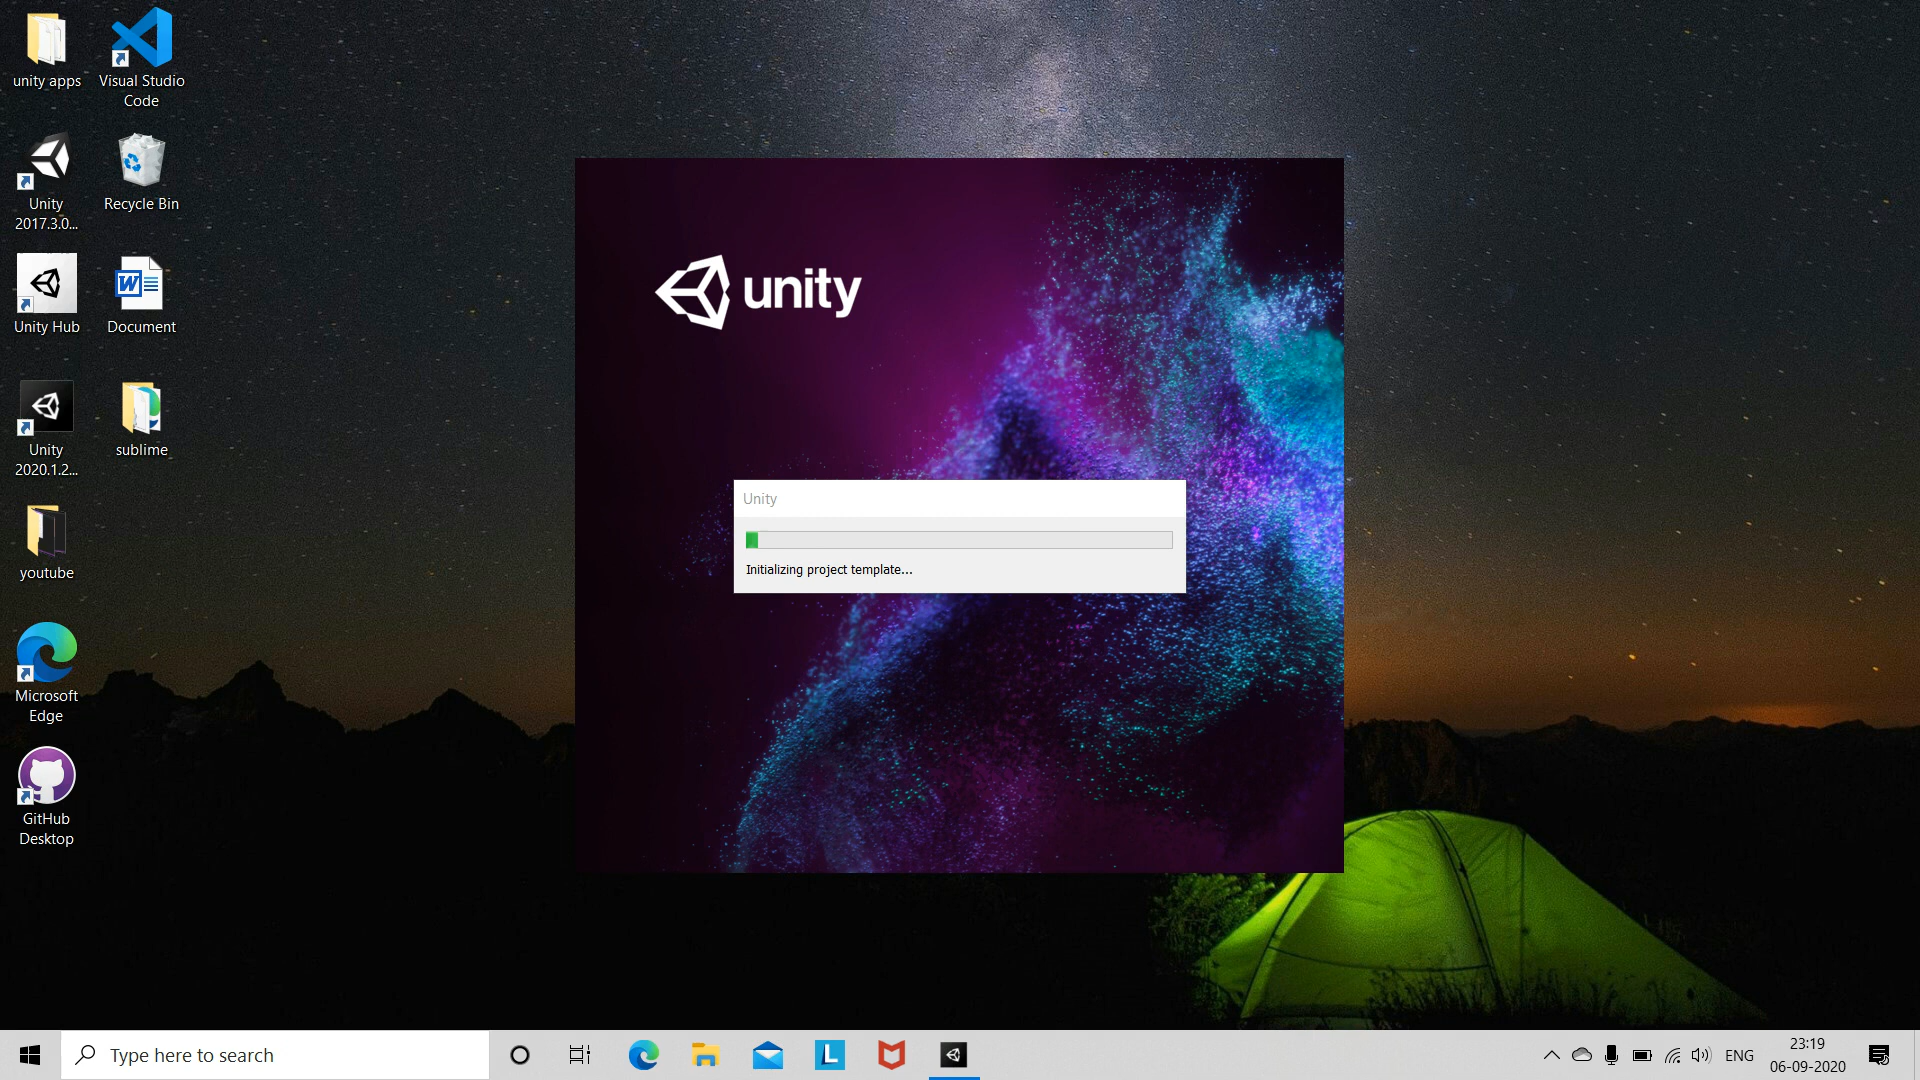 unity apps
Visual Studio
Code
Unity
2017.3.0...
Recycle Bin
Unity Hub
Document
Unity
2020.1.2...
sublime
youtube
Microsoft
Edge
GitHub
Desktop
unity
Unity
Initializing project template...
Type here to search
ENG
23:19
06-09-2020